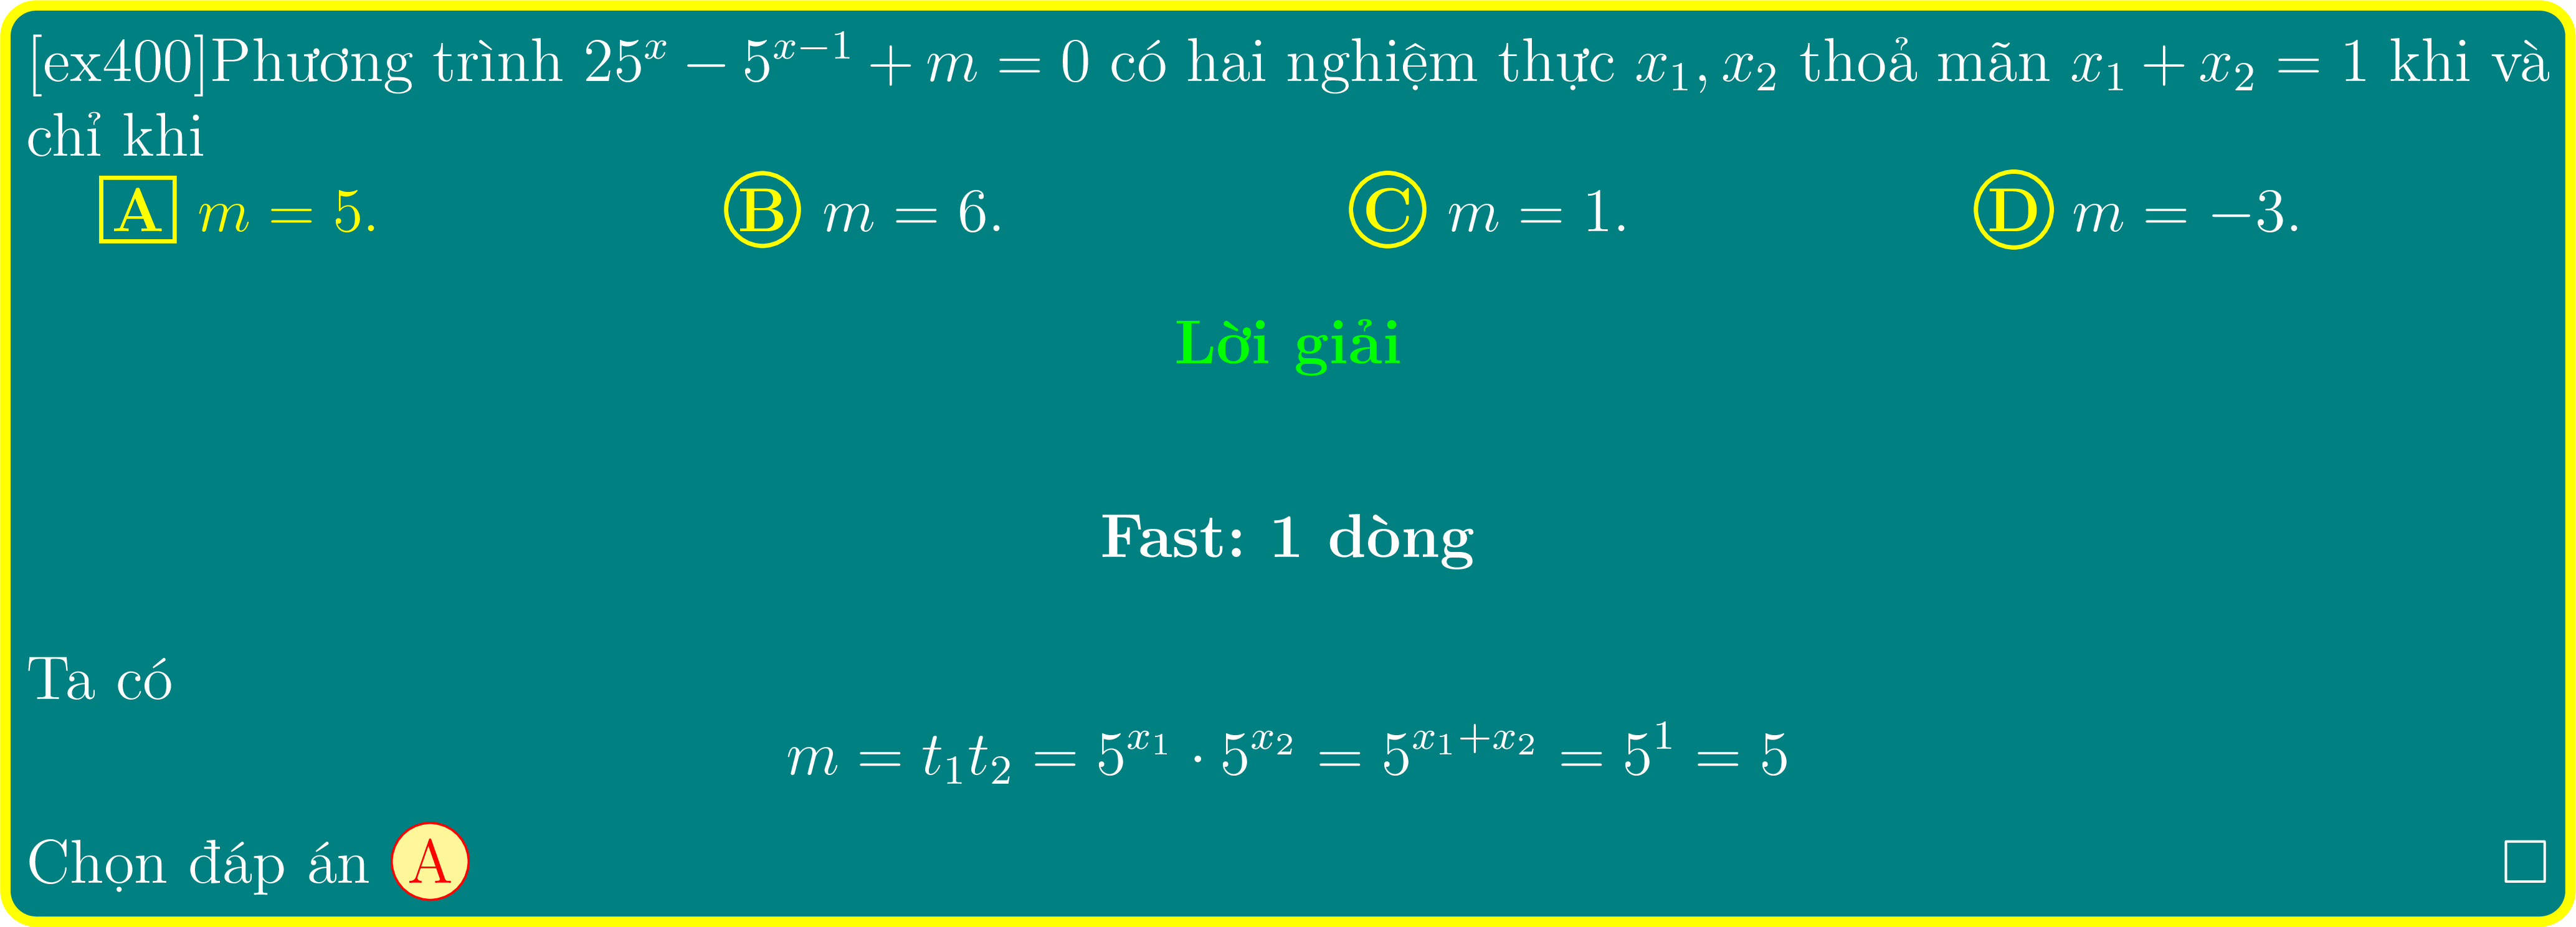 [ex400]Phương trình $25^x - 5^{x-1} + m = 0$ có hai nghiệm thực $x_1, x_2$ thoả mãn $x_1 + x_2 = 1$ khi và
chỉ khi
A $m = 5.$ B $m = 6.$ C $m = 1.$ D $m = -3.$
Lời giải
Fast: 1 dòng
Ta có
$m = t_1t_2 = 5^{x_1} \cdot 5^{x_2} = 5^{x_1+x_2} = 5^1 = 5$
Chọn đáp án A □